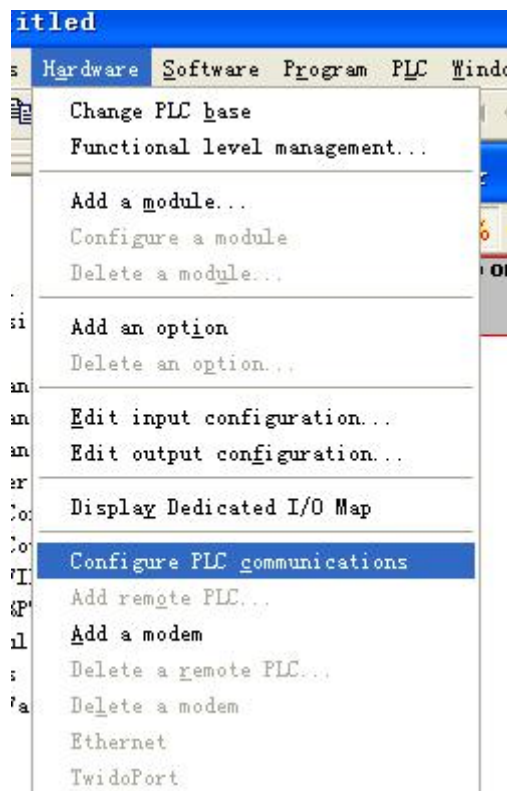 itled
Hardware Software Program PLC Windo
Change PLC base
Functional level management...
Add a module...
Configure a module
Delete a module...
Add an option
Delete an option...
Edit input configuration...
Edit output configuration...
Display Dedicated I/O Map
Configure PLC communications
Add remote PLC...
Add a modem
Delete a remote PLC...
Delete a modem
Ethernet
TwidoPort